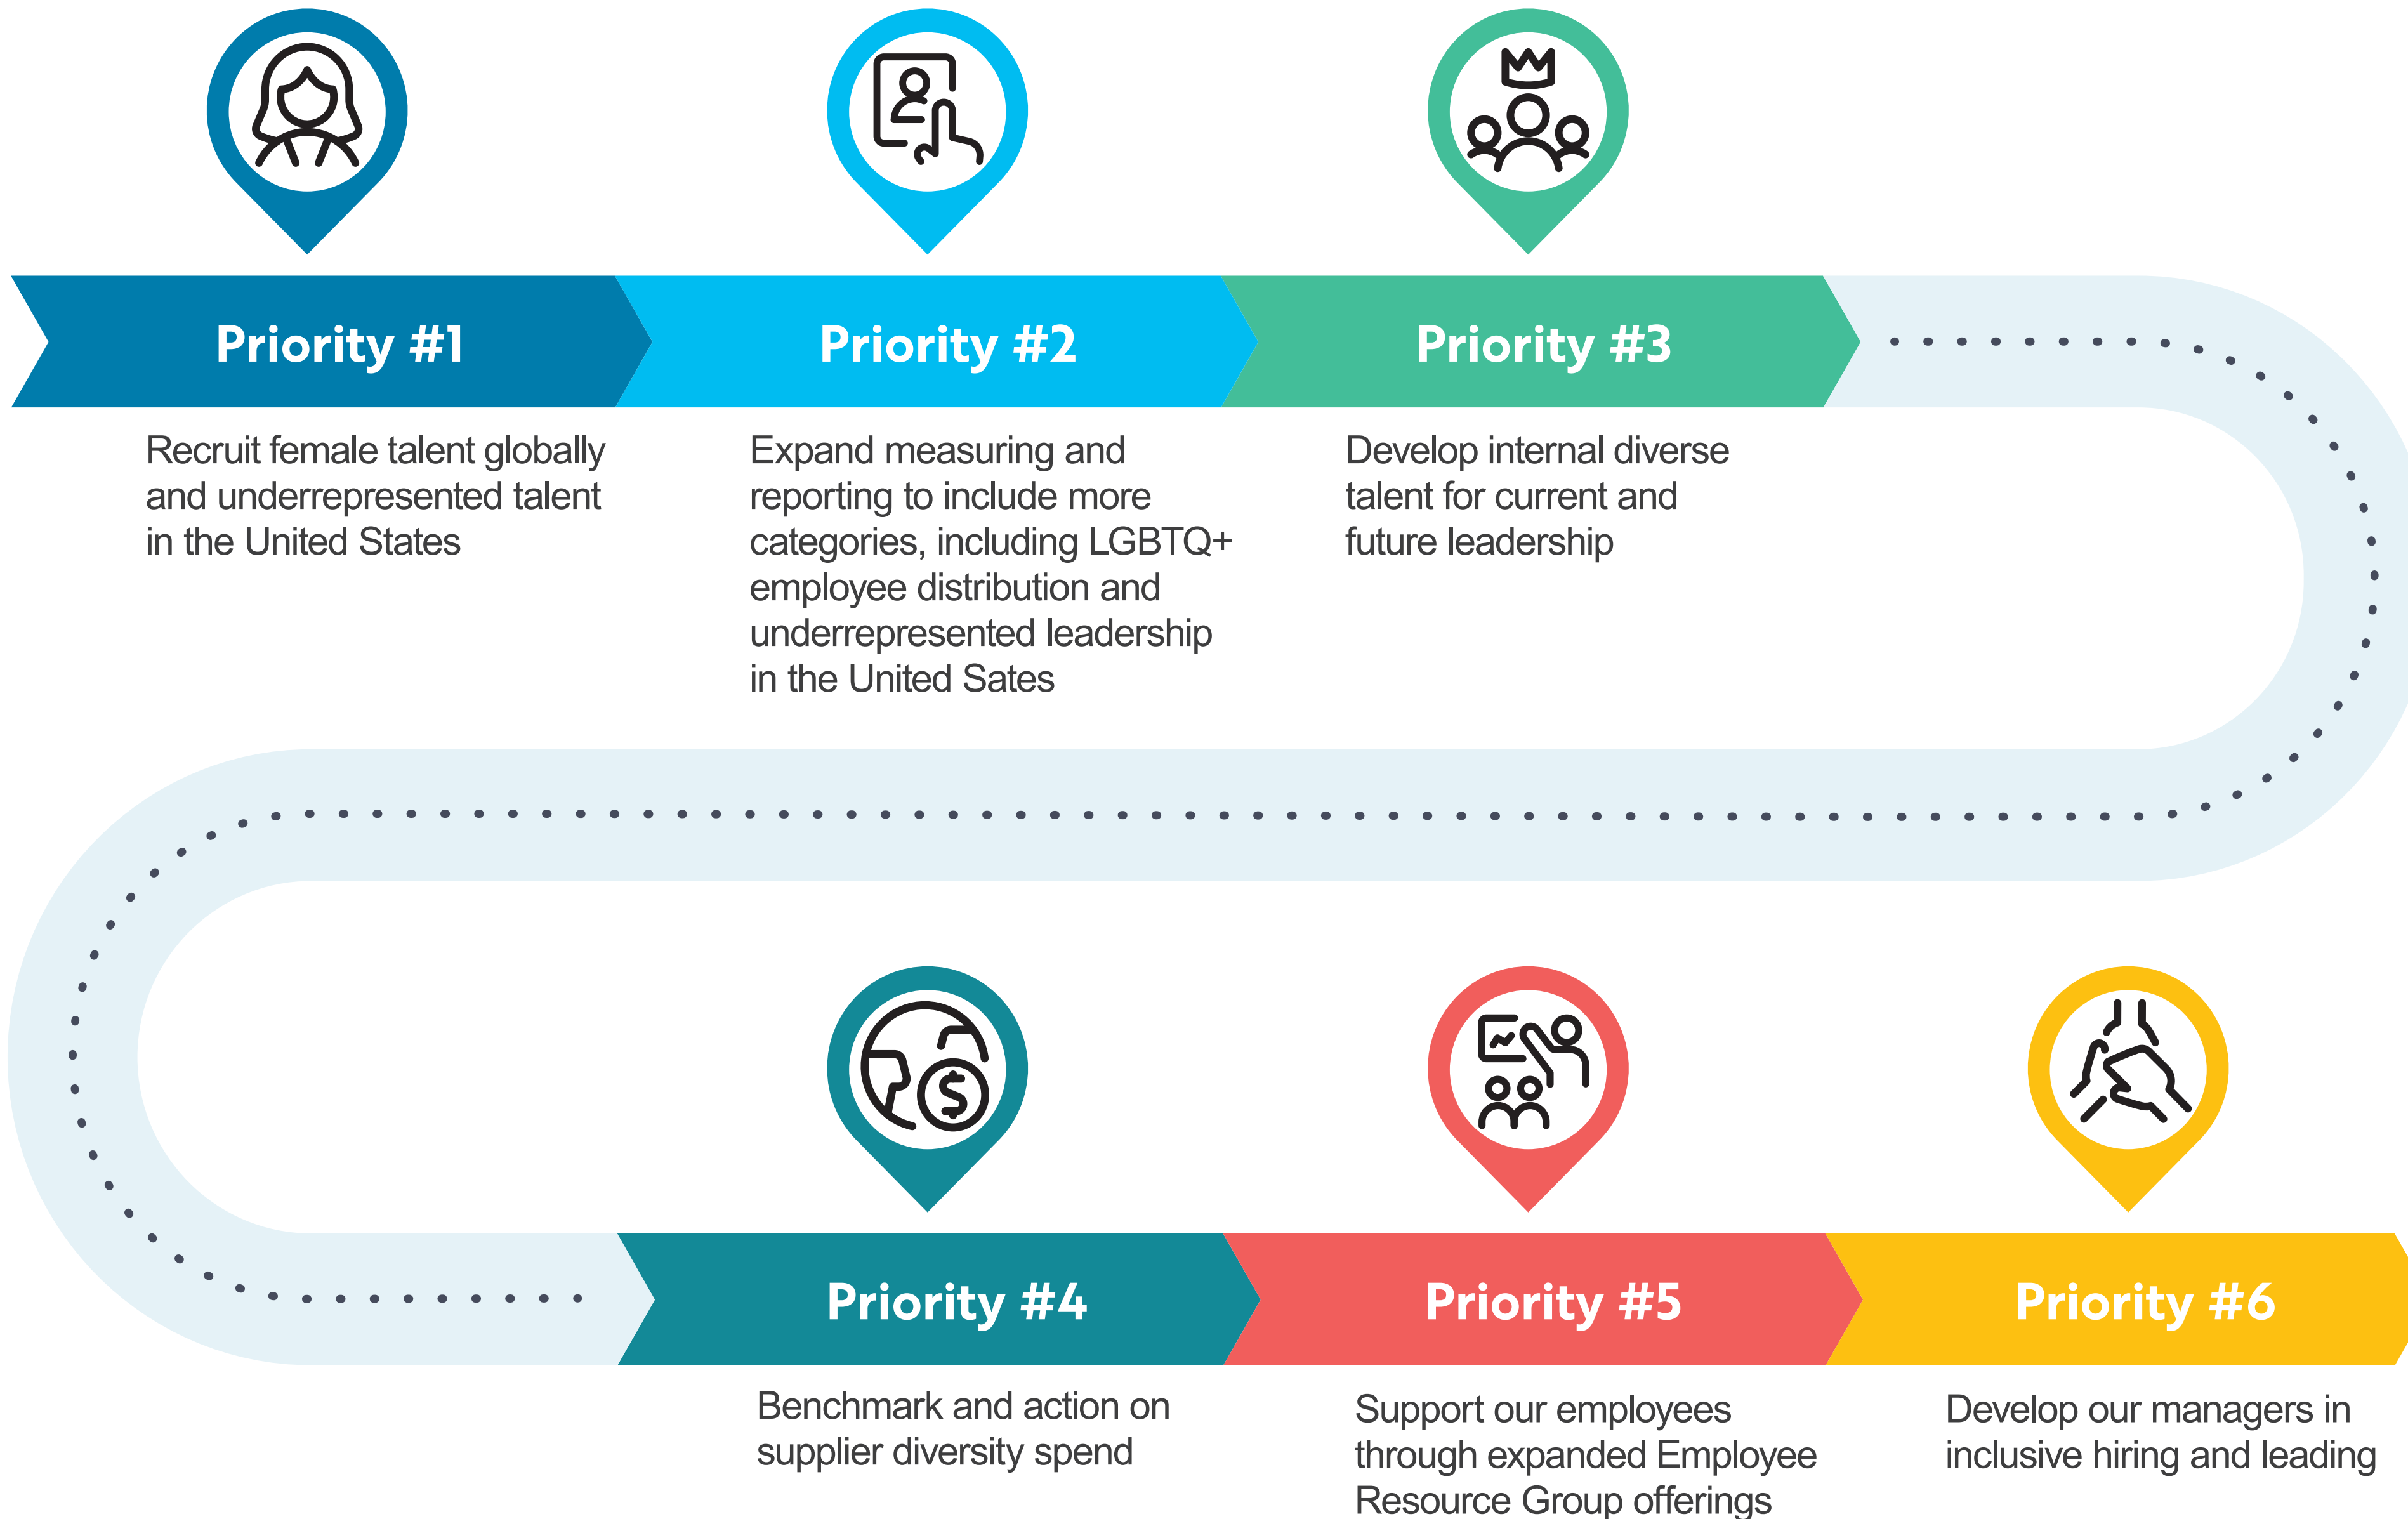 Priority #1
Priority #2
Priority #3
Recruit female talent globally
and underrepresented talent
in the United States
Expand measuring and
reporting to include more
categories, including LGBTQ+
employee distribution and
underrepresented leadership
in the United Sates
Develop internal diverse
talent for current and
future leadership
$
Priority #4
Priority #5
Priority #6
Benchmark and action on
supplier diversity spend
Support our employees
through expanded Employee
Resource Group offerings
Develop our managers in
inclusive hiring and leading